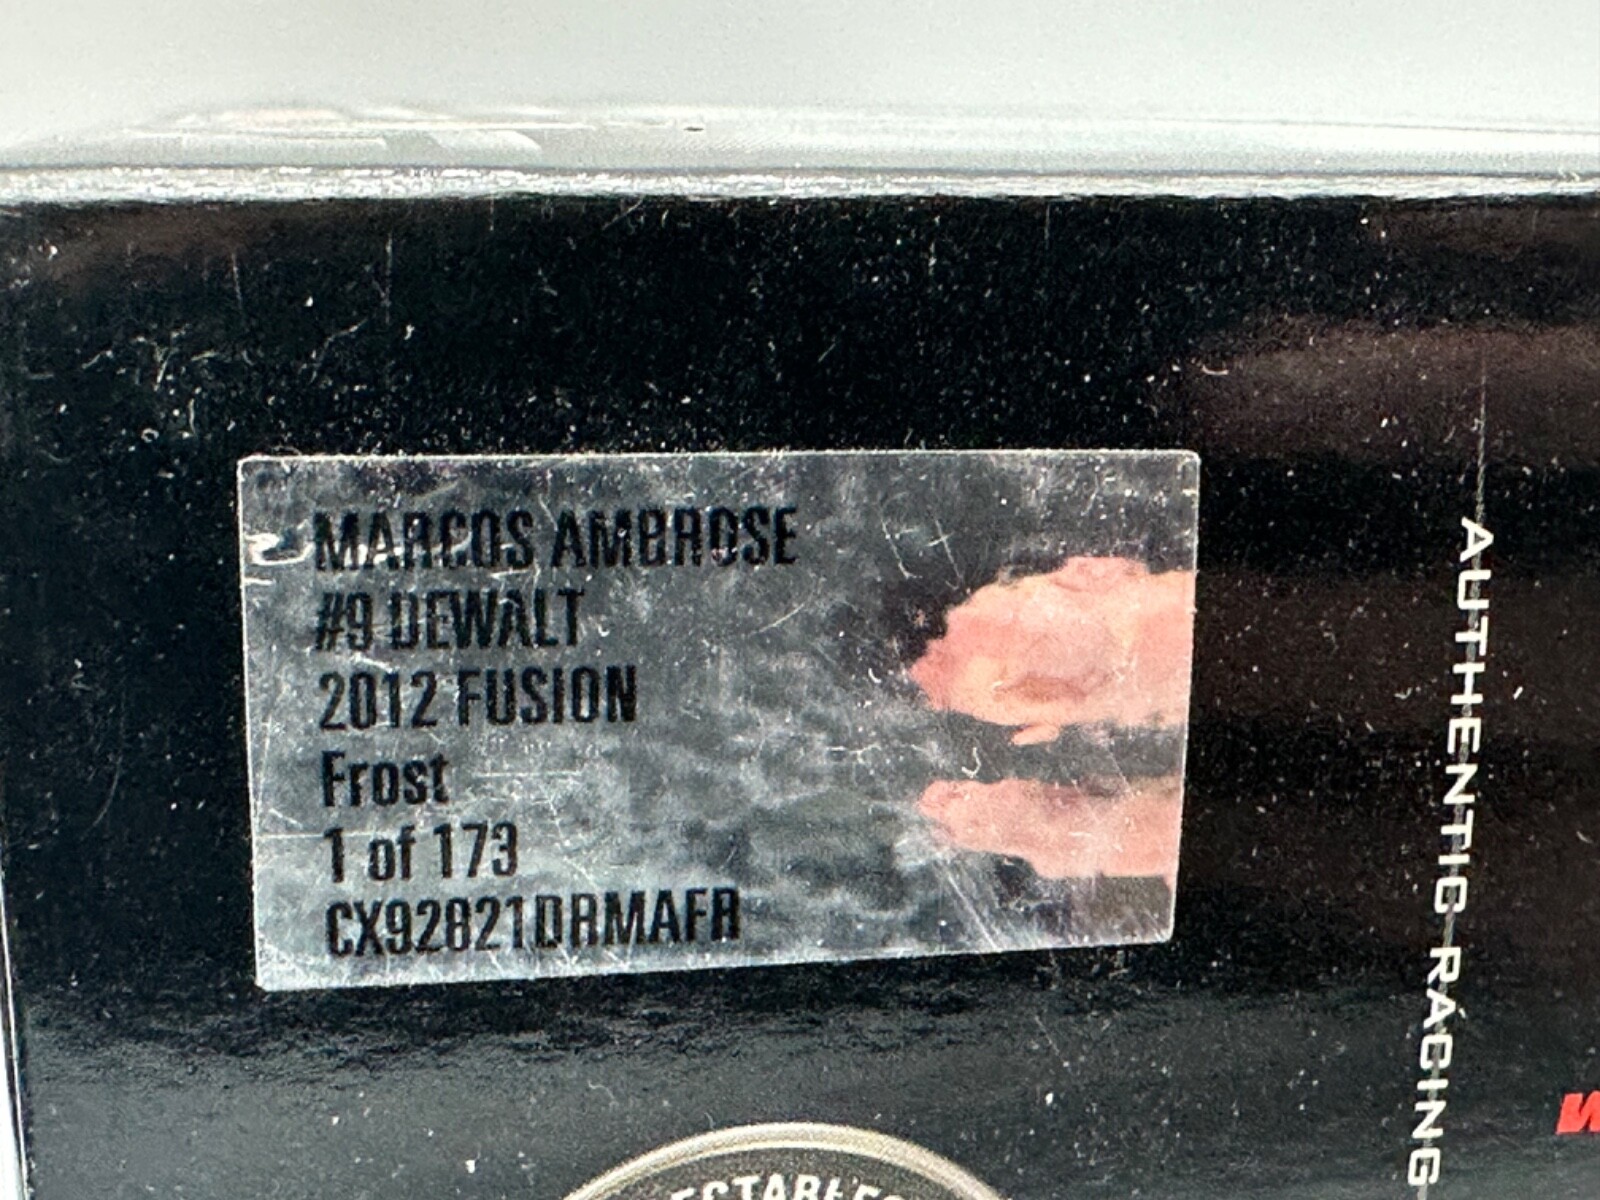 MARCOS AMBROSE
#9 DEWALT
2012 FUSION
Frost
1 of 173
CX92821DRMAFR
AUTHENTIC RACING